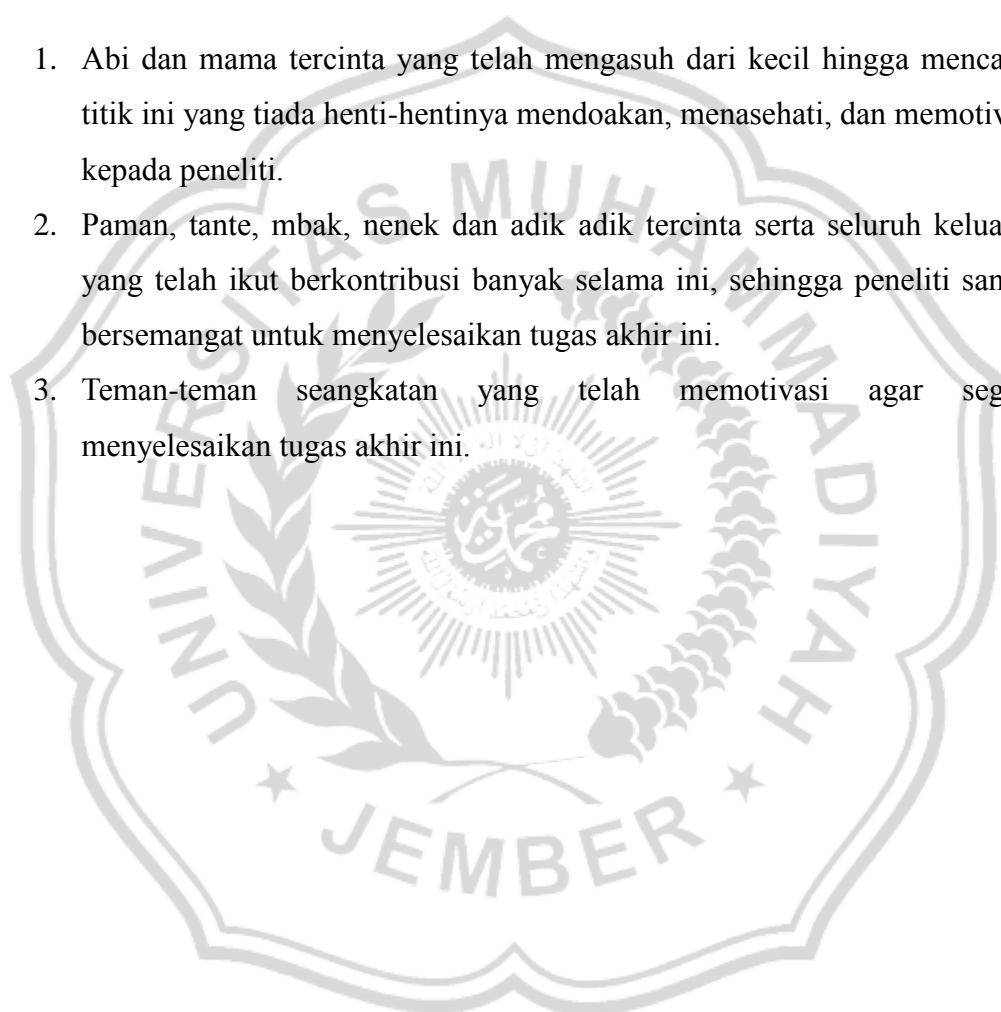 1. Abi dan mama tercinta yang telah mengasuh dari kecil hingga menca
titik ini yang tiada henti-hentinya mendoakan, menasehati, dan memotiv
kepada peneliti.
2. Paman, tante, mbak, nenek dan adik adik tercinta serta seluruh kelua
yang telah ikut berkontribusi banyak selama ini, sehingga peneliti san
bersemangat untuk menyelesaikan tugas akhir ini.
3. Teman-teman seangkatan yang telah memotivasi agar seg
menyelesaikan tugas akhir ini.
UNIVERSITAS MUHAMMADIYAH
JEMBER